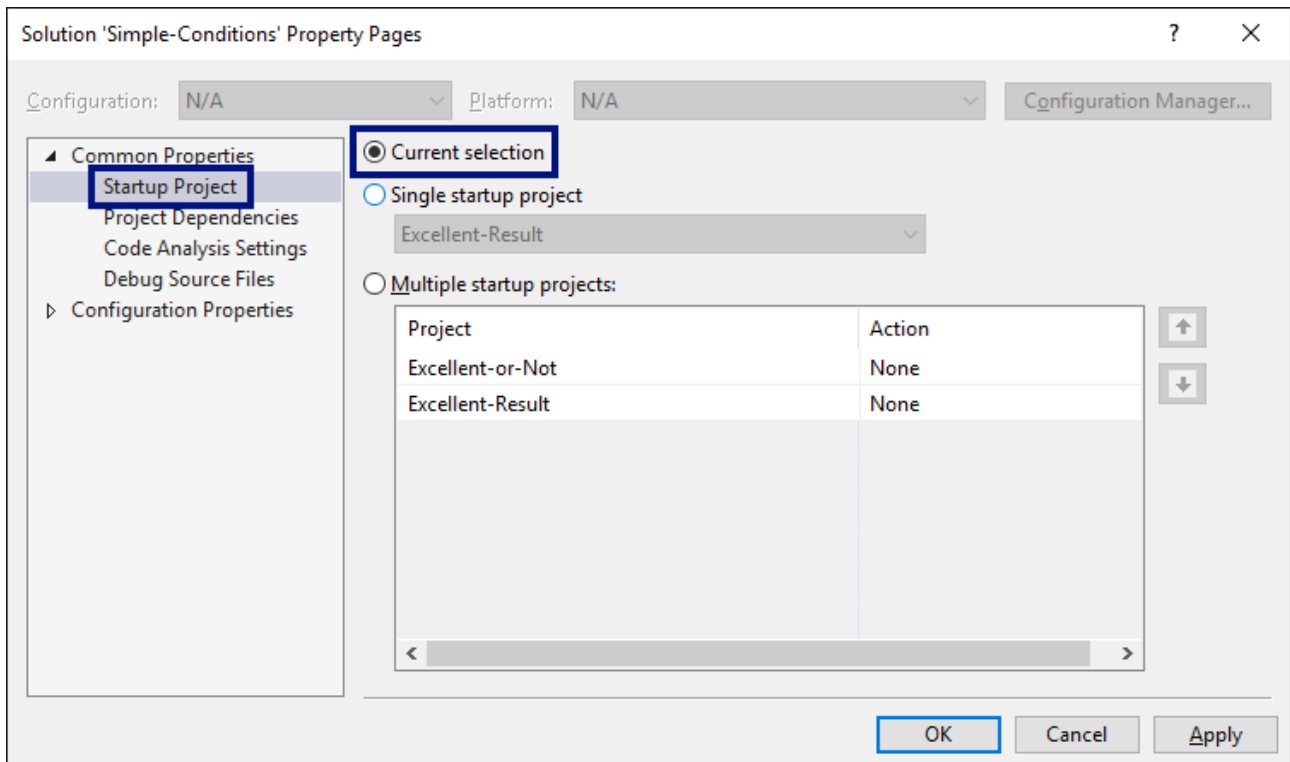 Solution 'Simple-Conditions' Property Pages
?
Configuration: N/A Platform: N/A Configuration Manager...
Common Properties
Startup Project
Project Dependencies
Code Analysis Settings
Debug Source Files
Configuration Properties
Current selection
Single startup project
Excellent-Result
Multiple startup projects:
Project Action
Excellent-or-Not None
Excellent-Result None
OK Cancel Apply